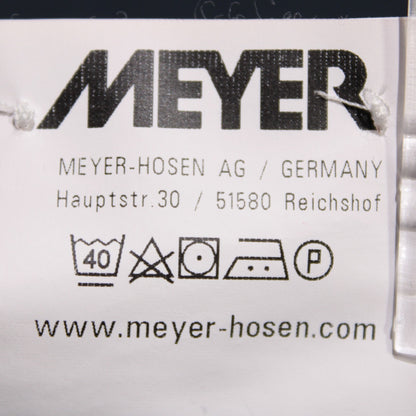 MEYER
MEYER-HOSEN AG / GERMANY
Hauptstr.30 / 51580 Reichshof
40 P
www.meyer-hosen.com